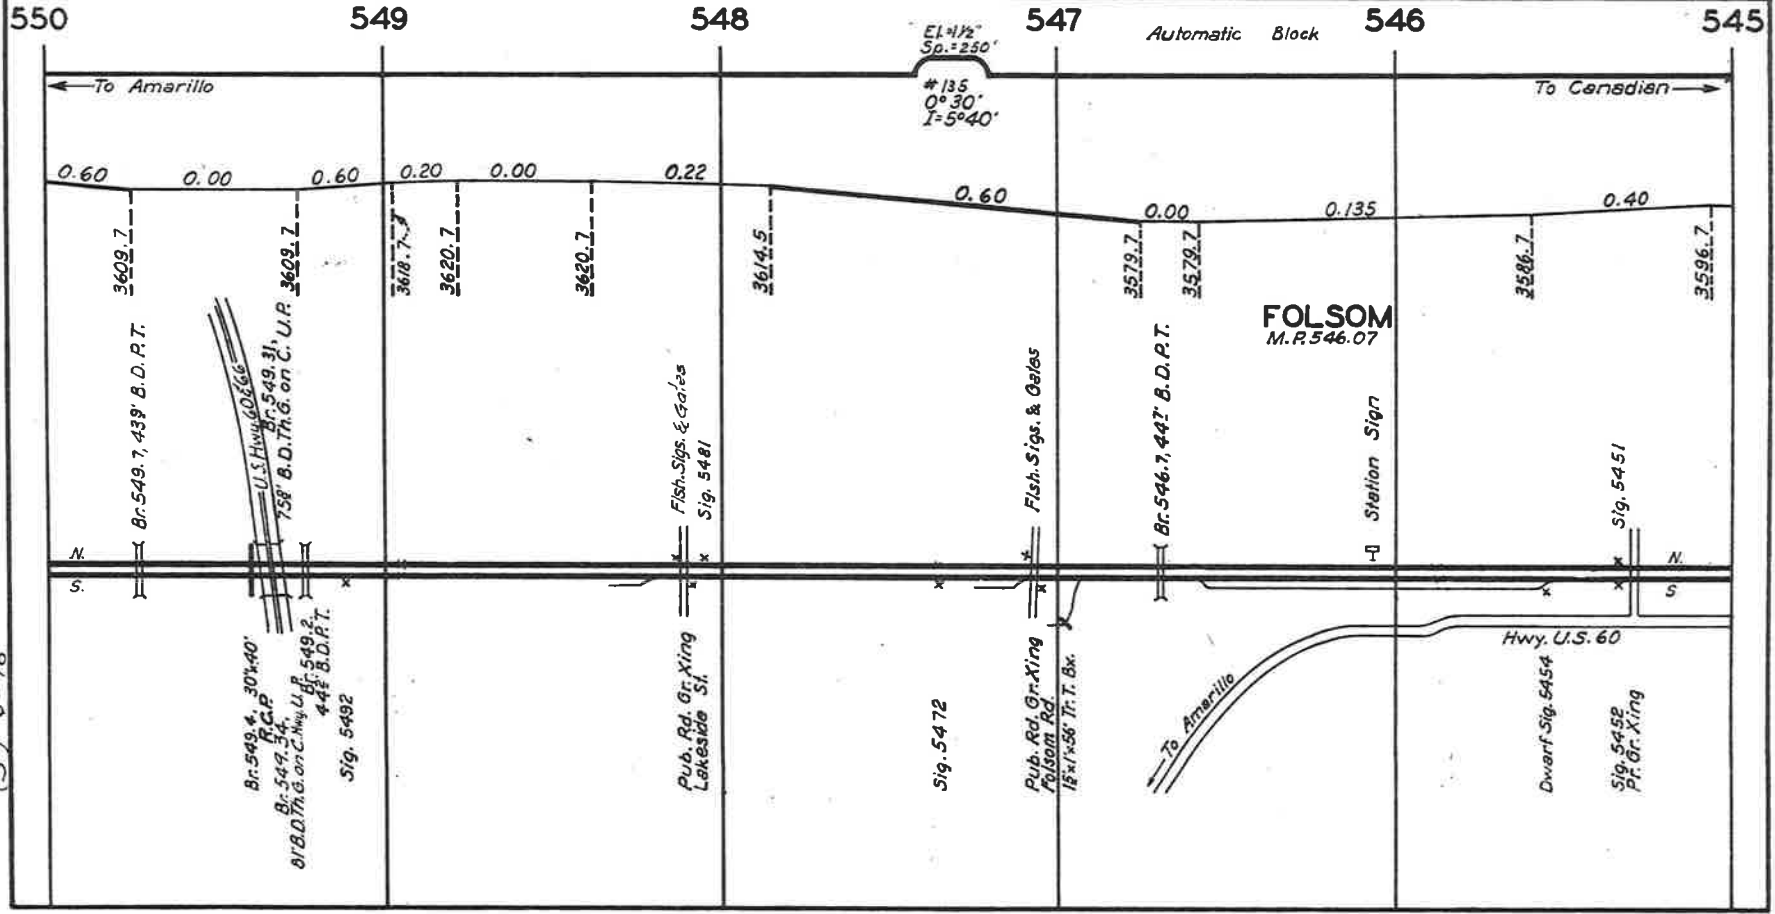 550 549 548 547 546 545
Automatic Block
El.=1½"
Sp.=250'
#135
0°30'
I=5°40'
To Amarillo
To Canadian
0.60 0.00 0.60 0.20 0.00 0.22 0.60 0.00 0.135 0.40
3609.7
3609.7
3618.7
3620.7
3620.7
3614.5
3579.7
3579.7
3586.7
3596.7
FOLSOM
M.P. 546.07
Br. 549.7, 43⁹' B.D.P.T.
U.S. Hwy. 60 & 66
Br. 549.31,
75⁸' B.D.Th.G. on C. U.P.
Flsh. Sigs. & Gates
Sig. 5481
Flsh. Sigs. & Gates
Br. 546.7, 44²' B.D.P.T.
Station Sign
Sig. 5451
N.
S.
N.
S
Br. 549.4, 30"x40'
R.C.P.
Br. 549.34,
81' B.D.Th.G. on C. Hwy. U.P.
Br. 549.2,
44² B.D.P.T.
Sig. 5492
Pub. Rd. Gr. Xing
Lakeside St.
Sig. 5472
Pub. Rd. Gr. Xing
Folsom Rd.
x1'x56' Tr. T. Bx.
To Amarillo
Hwy. U.S. 60
Dwarf Sig. 5454
Sig. 5452
Pr. Gr. Xing